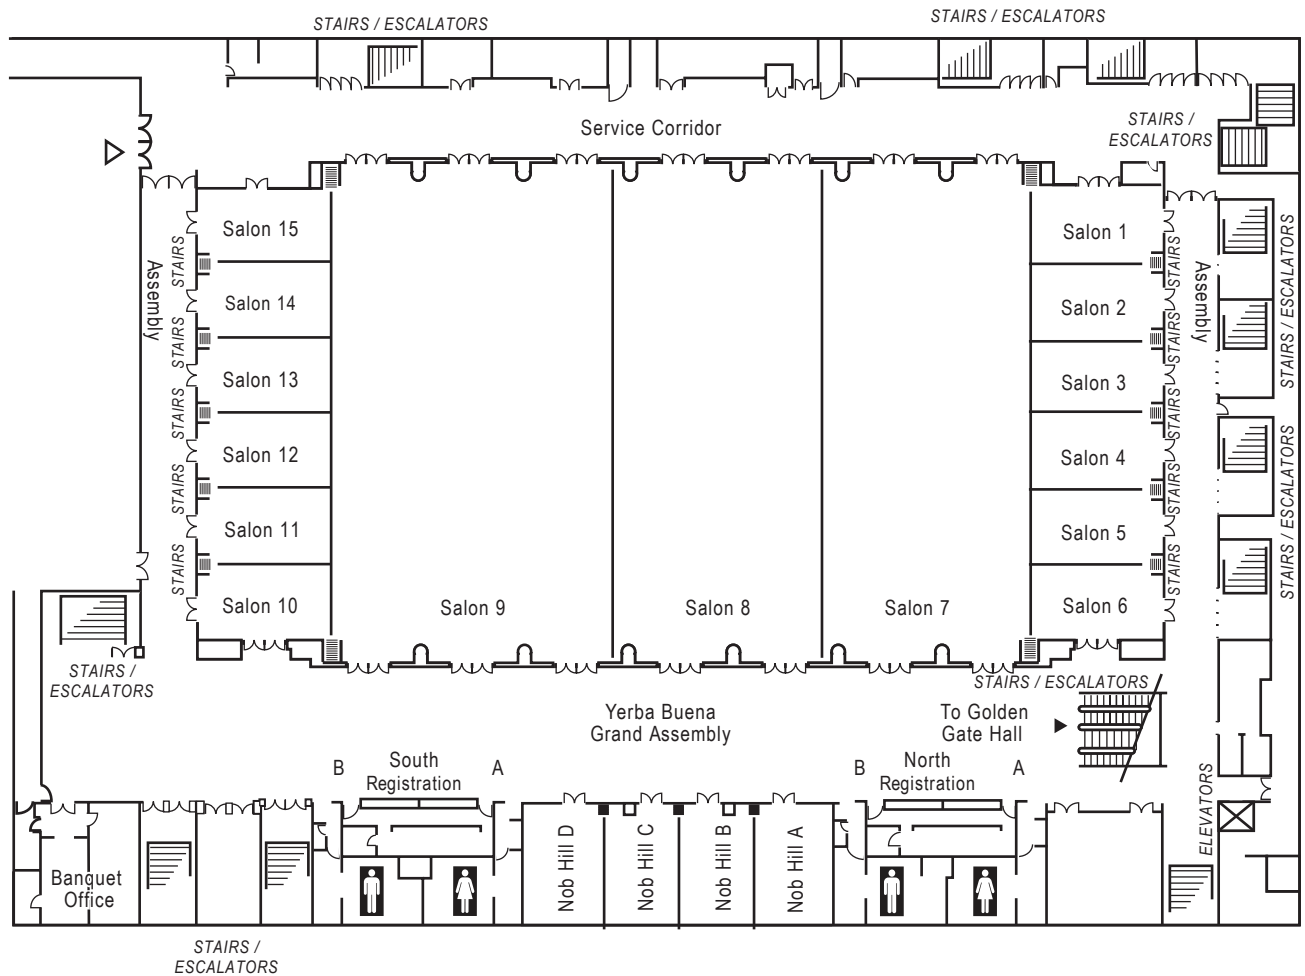 STAIRS / ESCALATORS
STAIRS / ESCALATORS
Service Corridor
STAIRS /
ESCALATORS
Salon 15
Salon 14
Salon 13
Salon 12
Salon 11
Salon 10
Assembly
STAIRS
STAIRS
STAIRS
STAIRS
STAIRS
Salon 9
Salon 8
Salon 7
Salon 1
Salon 2
Salon 3
Salon 4
Salon 5
Salon 6
STAIRS
STAIRS
STAIRS
STAIRS
STAIRS
Assembly
STAIRS / ESCALATORS
STAIRS / ESCALATORS
STAIRS /
ESCALATORS
STAIRS / ESCALATORS
Yerba Buena
Grand Assembly
To Golden
Gate Hall
B
South
Registration
A
B
North
Registration
A
ELEVATORS
Banquet
Office
Nob Hill D
Nob Hill C
Nob Hill B
Nob Hill A
STAIRS /
ESCALATORS